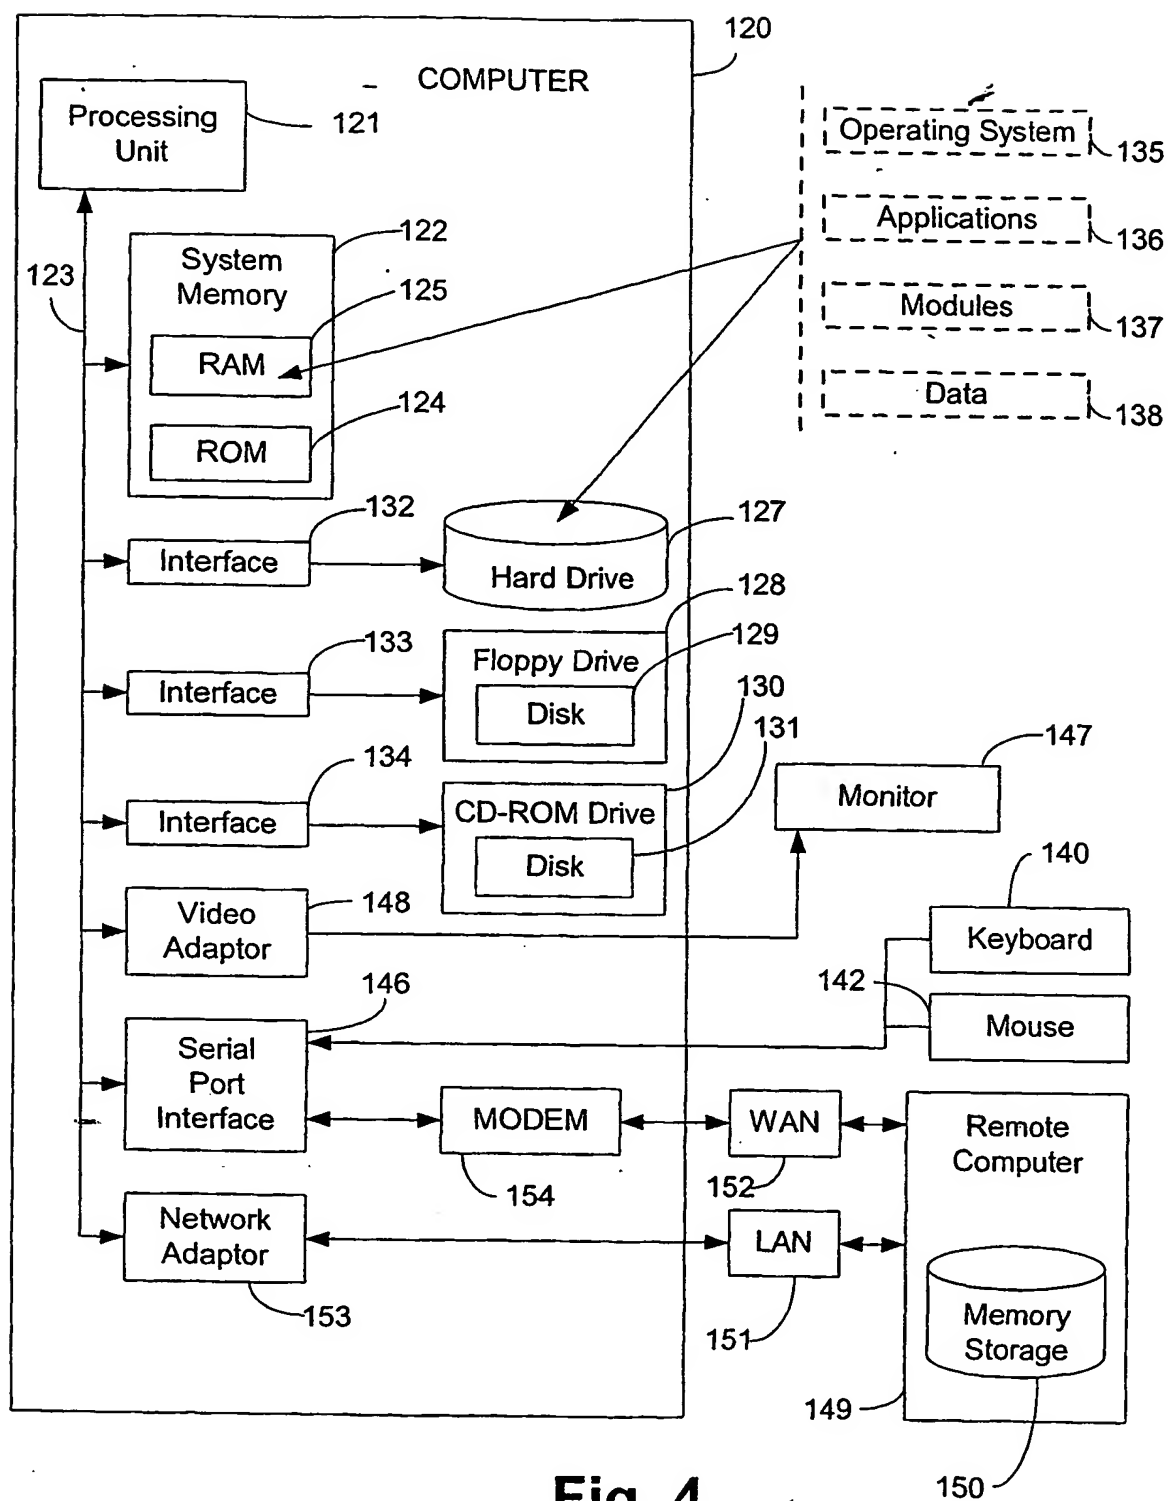 120
COMPUTER
Processing
Unit
121
Operating System
135
Applications
136
Modules
137
Data
138
122
System
Memory
123
125
RAM
124
ROM
132
Interface
127
Hard Drive
128
133
Interface
129
Floppy Drive
Disk
130
131
134
Interface
CD-ROM Drive
Disk
147
Monitor
148
Video
Adaptor
140
Keyboard
142
Mouse
146
Serial
Port
Interface
MODEM
154
WAN
152
Remote
Computer
Network
Adaptor
153
LAN
151
Memory
Storage
149
150
Fig. 4